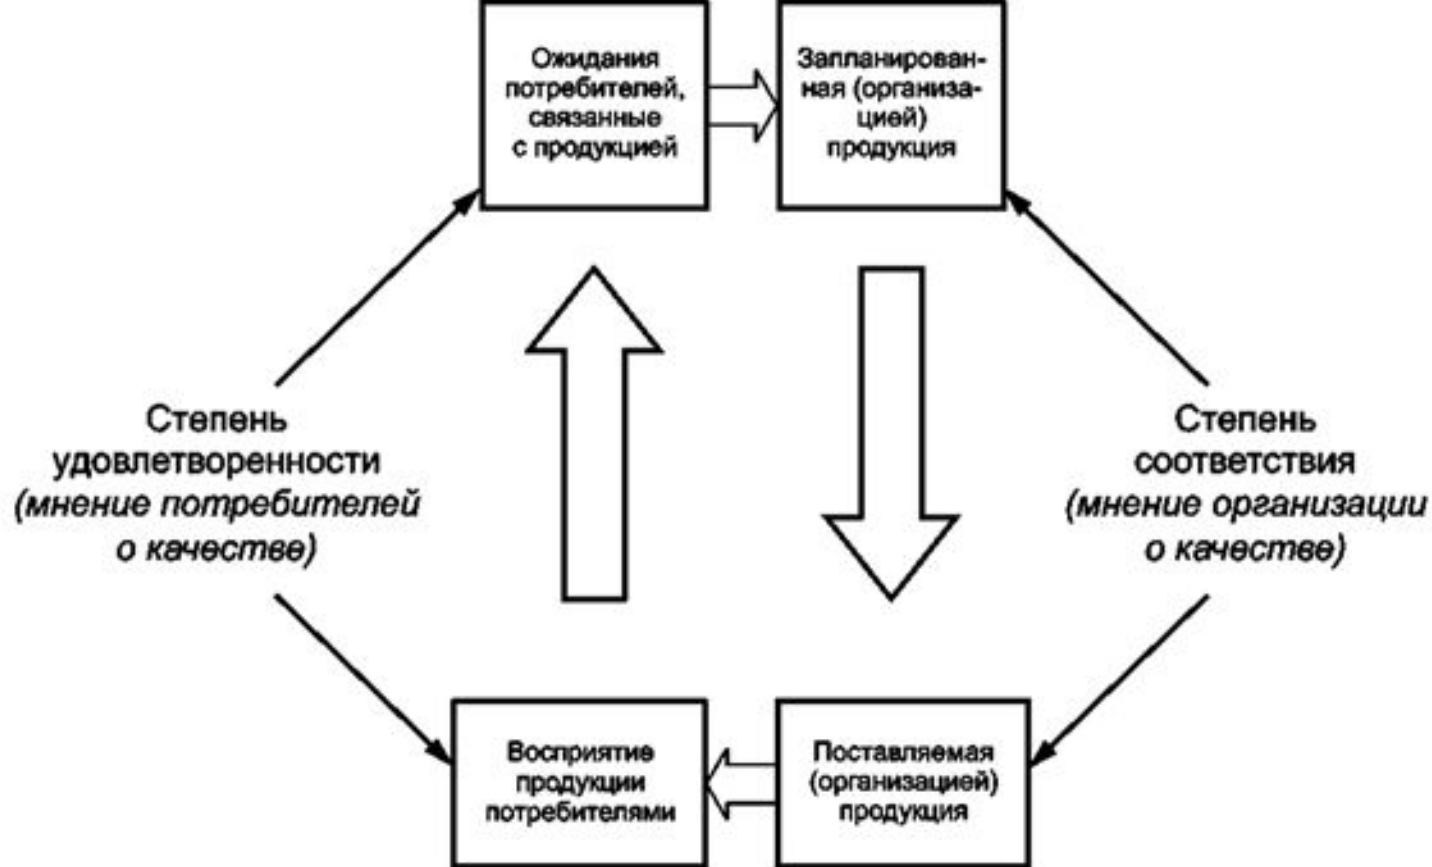 Ожидания
потребителей,
связанные
с продукцией
Запланирован-
ная (организа-
цией)
продукция
Степень
удовлетворенности
(мнение потребителей
о качестве)
Степень
соответствия
(мнение организации
о качестве)
Восприятие
продукции
потребителями
Поставляемая
(организацией)
продукция